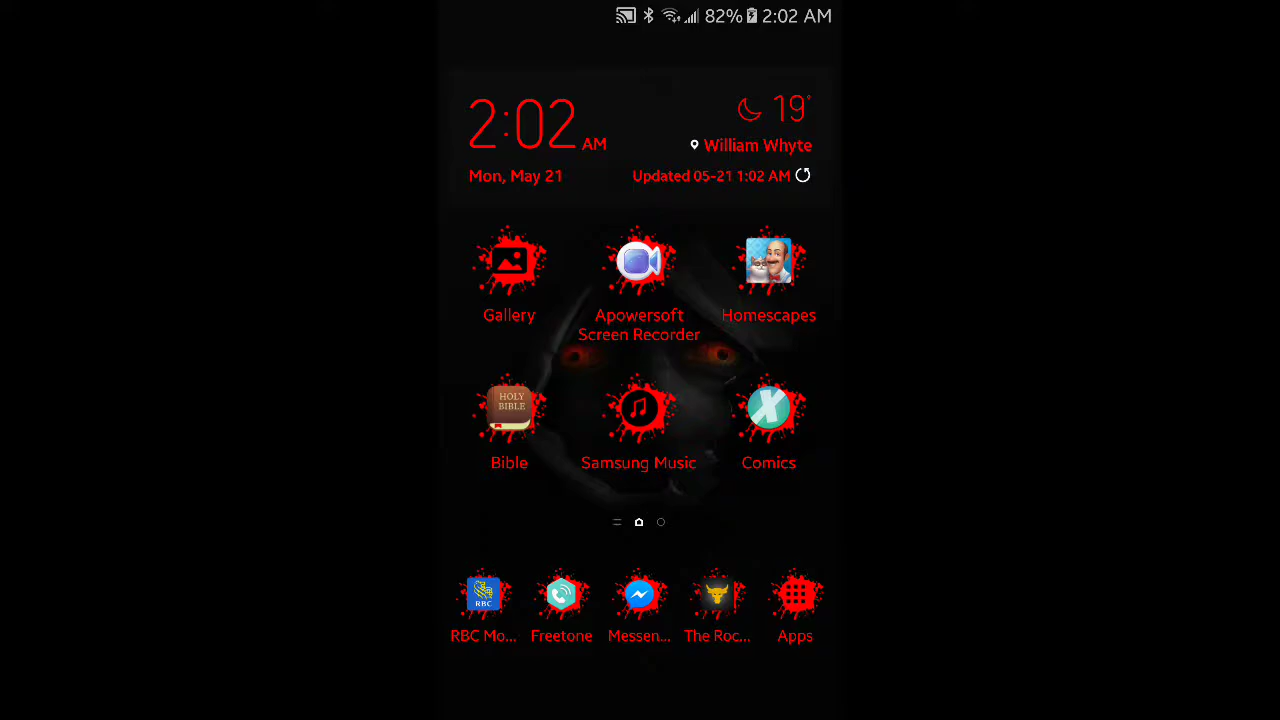 82% 2:02 AM
2:02 AM
19°
William Whyte
Mon, May 21
Updated 05-21 1:02 AM
Gallery
Apowersoft
Screen Recorder
Homescapes
HOLY
BIBLE
Bible
Samsung Music
X
Comics
RBC
RBC Mo...
Freetone
Messen...
The Roc...
Apps